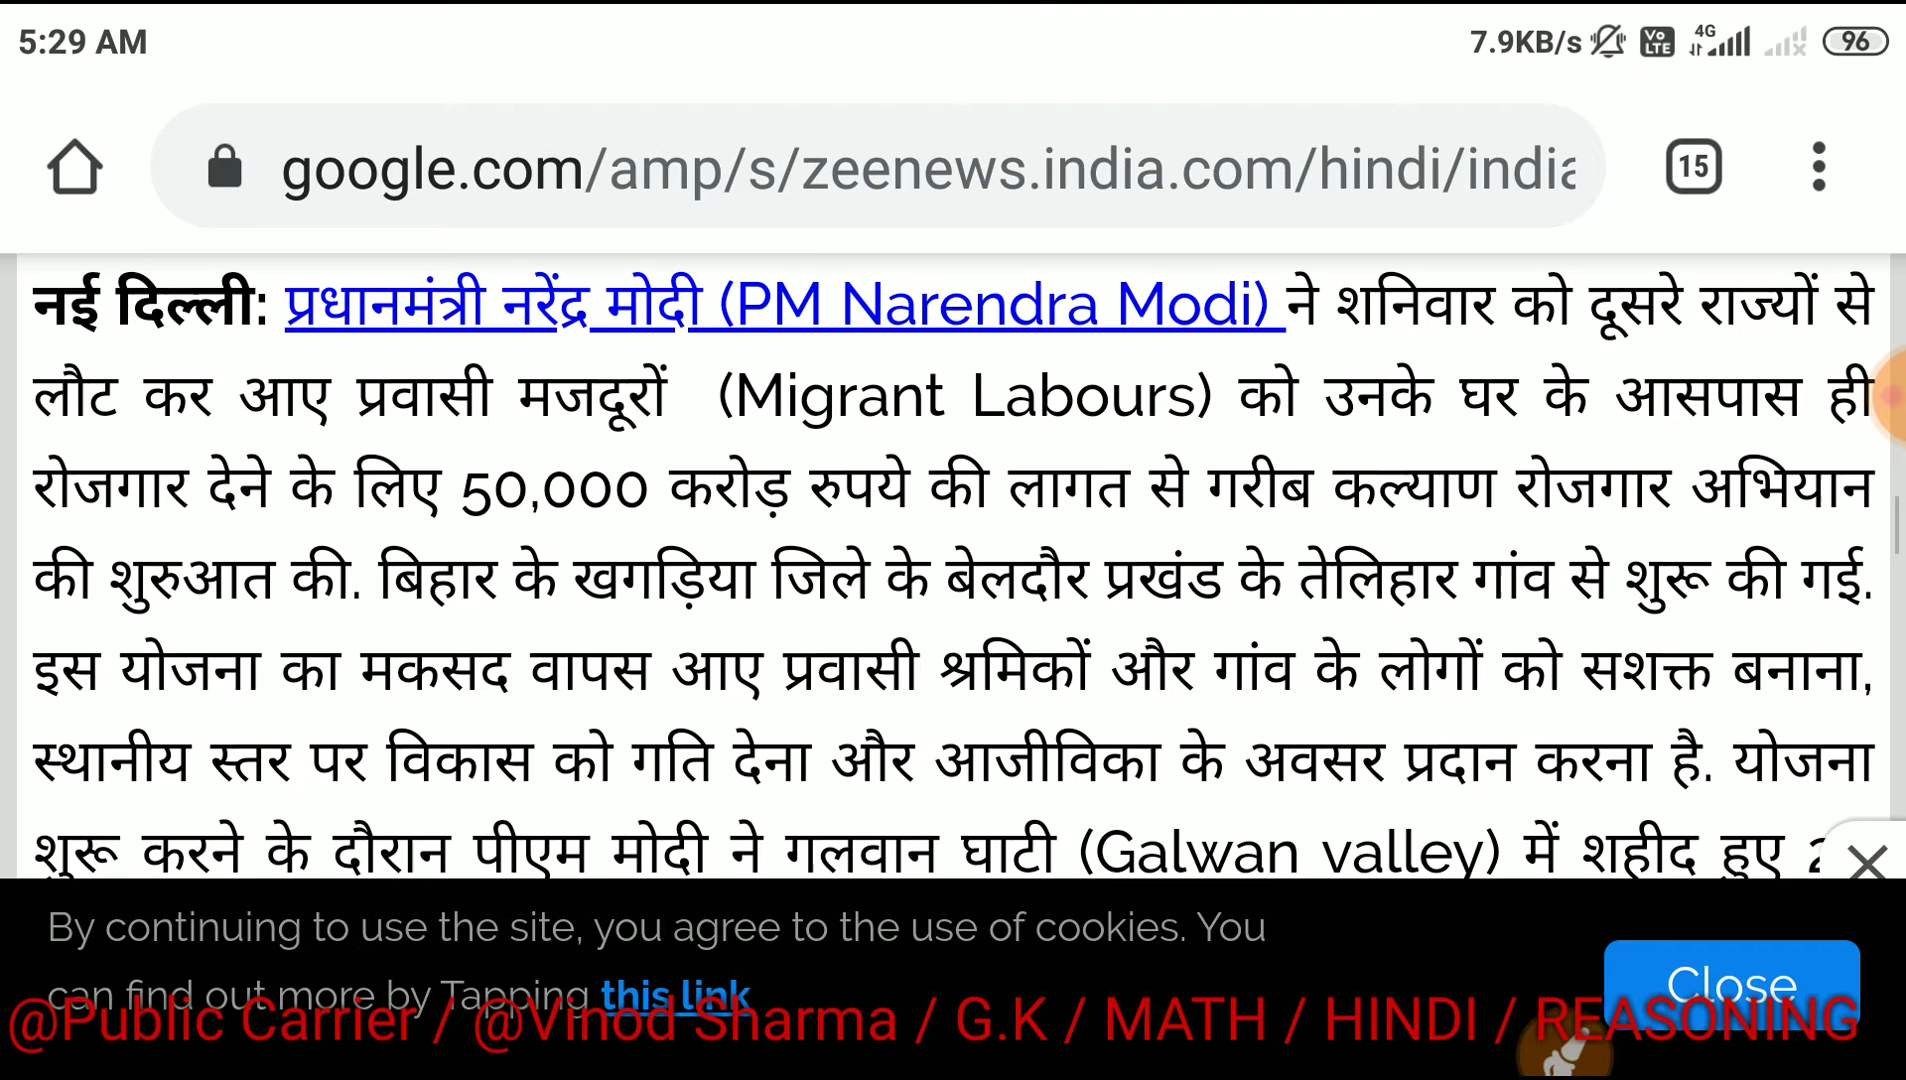 5:29 AM
7.9KB/s Vo LTE 4G 96
google.com/amp/s/zeenews.india.com/hindi/india
15
नई दिल्ली: प्रधानमंत्री नरेंद्र मोदी (PM Narendra Modi) ने शनिवार को दूसरे राज्यों से
लौट कर आए प्रवासी मजदूरों (Migrant Labours) को उनके घर के आसपास ही
रोजगार देने के लिए 50,000 करोड़ रुपये की लागत से गरीब कल्याण रोजगार अभियान
की शुरुआत की. बिहार के खगड़िया जिले के बेलदौर प्रखंड के तेलिहार गांव से शुरू की गई.
इस योजना का मकसद वापस आए प्रवासी श्रमिकों और गांव के लोगों को सशक्त बनाना,
स्थानीय स्तर पर विकास को गति देना और आजीविका के अवसर प्रदान करना है. योजना
शुरू करने के दौरान पीएम मोदी ने गलवान घाटी (Galwan valley) में शहीद हुए
By continuing to use the site, you agree to the use of cookies. You
can find out more by Tapping this link
Close
@Public Carrier / @Vinod Sharma / G.K / MATH / HINDI / REASONING